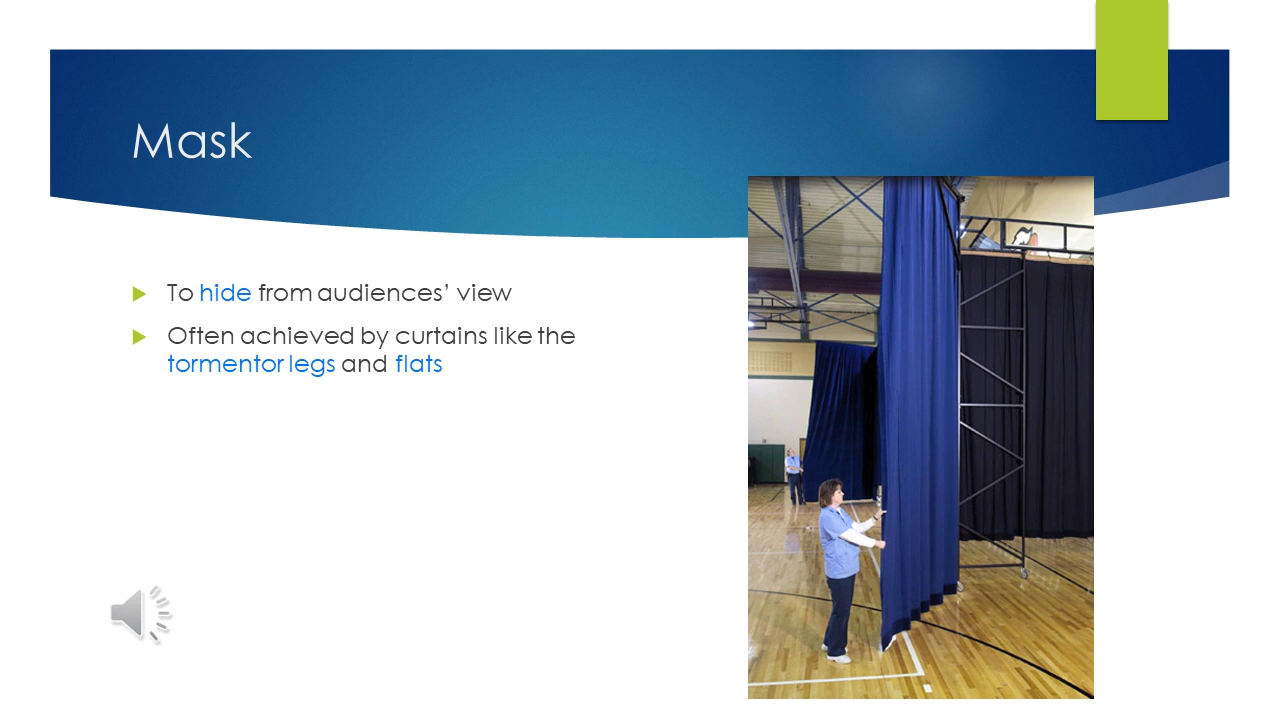 Mask
To hide from audiences’ view
Often achieved by curtains like the
tormentor legs and flats